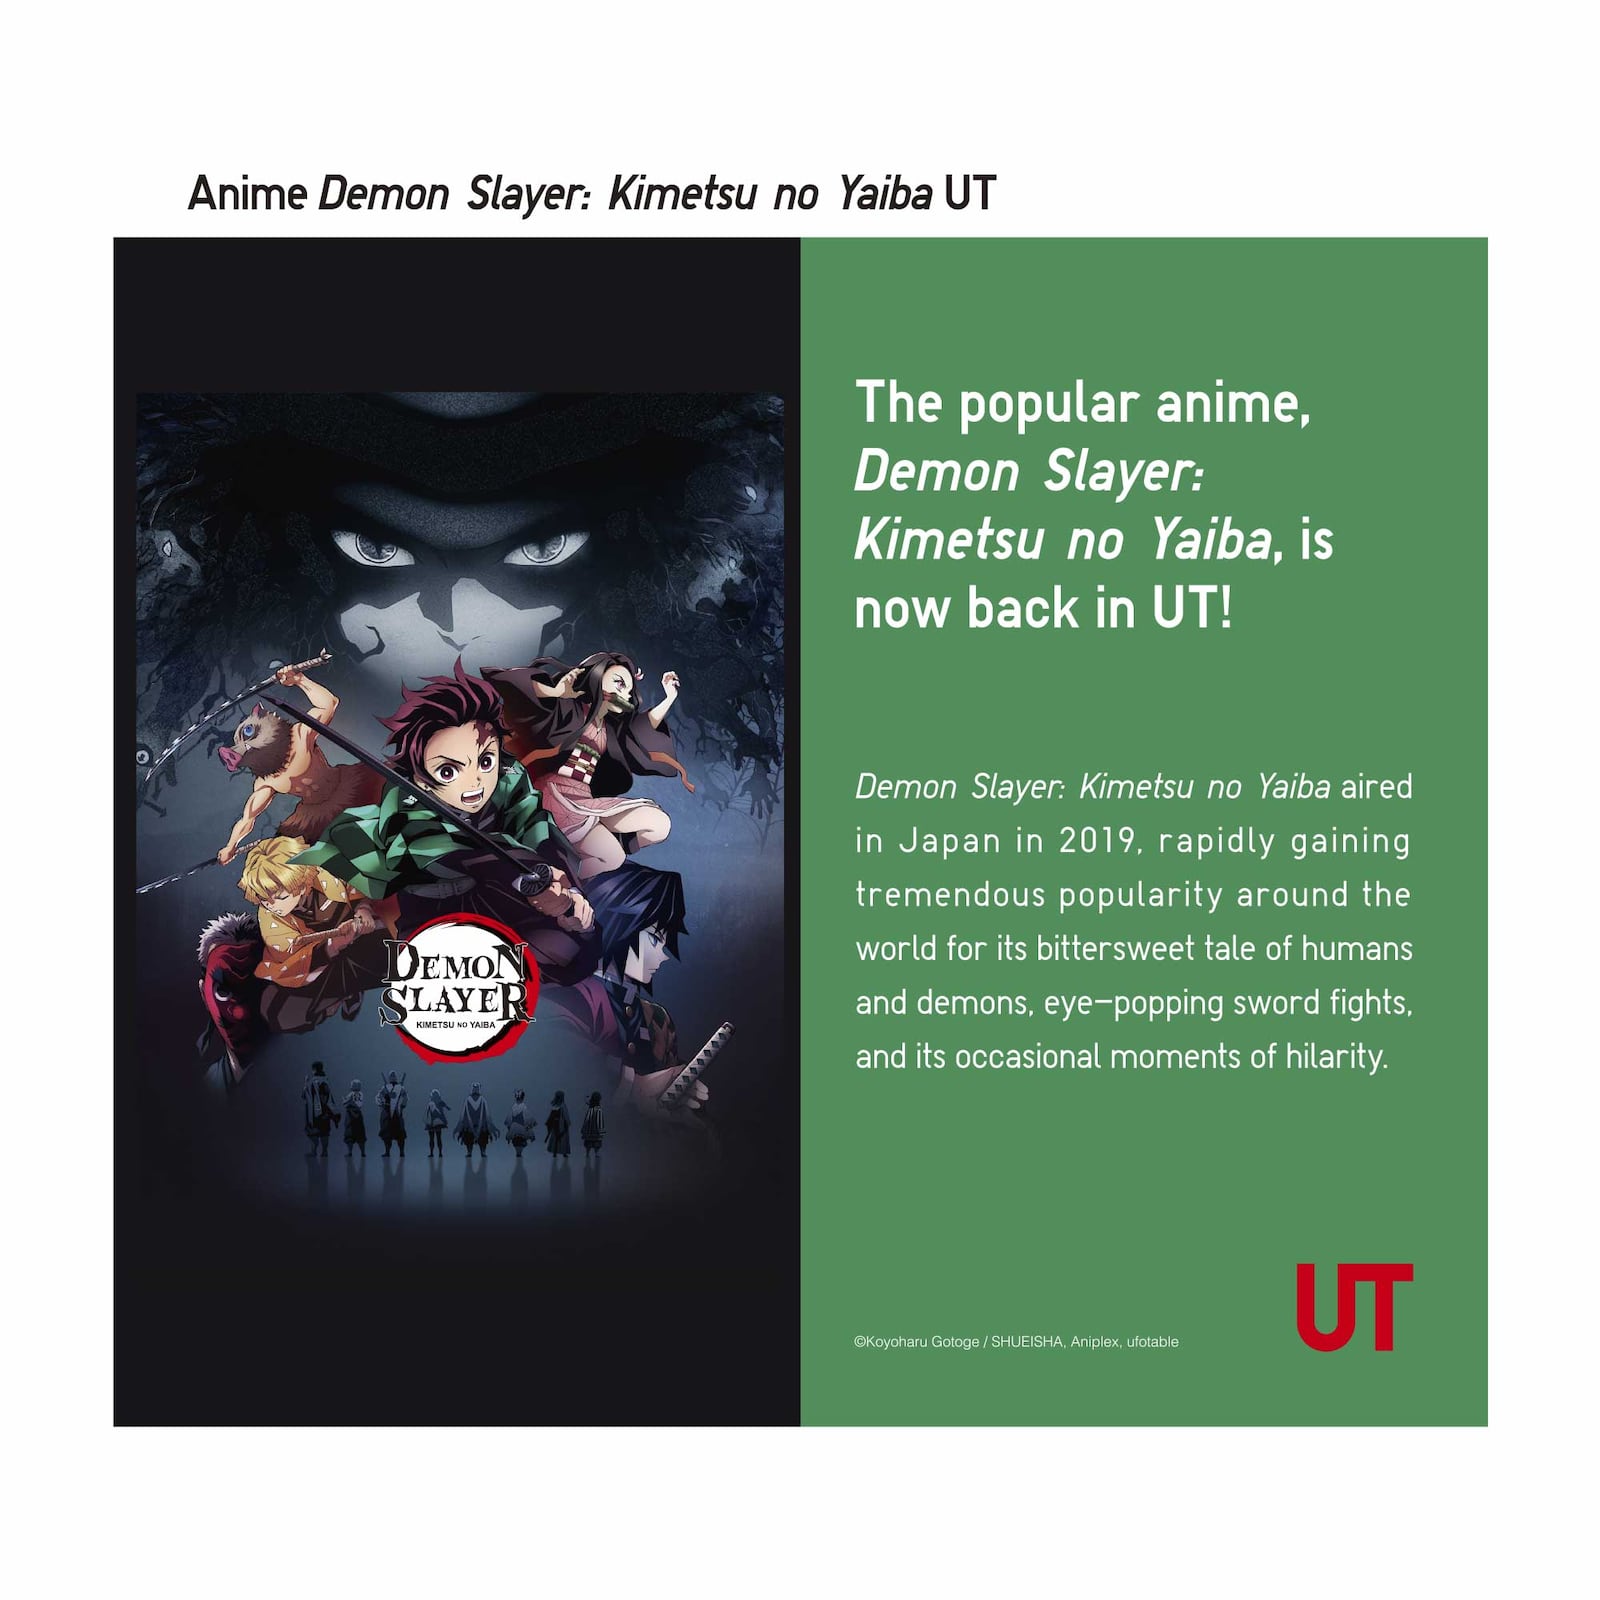 Anime Demon Slayer: Kimetsu no Yaiba UT
DEMON
SLAYER
KIMETSU NO YAIBA
The popular anime,
Demon Slayer:
Kimetsu no Yaiba, is
now back in UT!
Demon Slayer: Kimetsu no Yaiba aired
in Japan in 2019, rapidly gaining
tremendous popularity around the
world for its bittersweet tale of humans
and demons, eye-popping sword fights,
and its occasional moments of hilarity.
©Koyoharu Gotoge / SHUEISHA, Aniplex, ufotable
UT